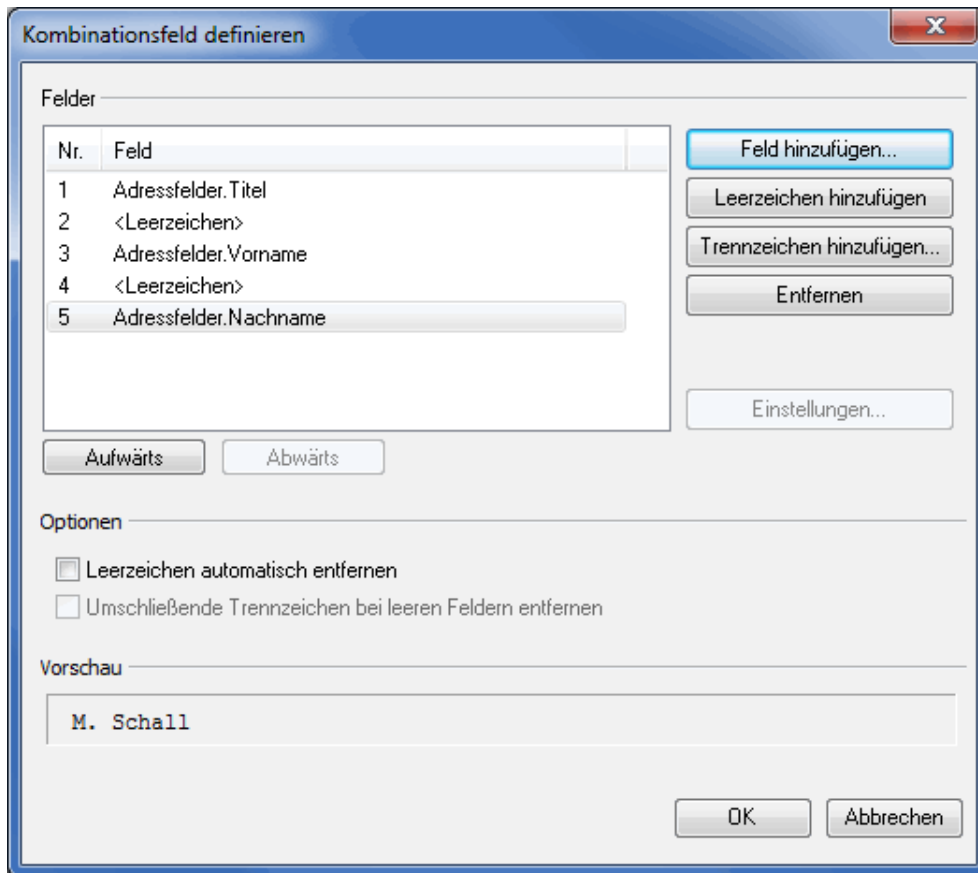 Kombinationsfeld definieren
Felder
Nr. Feld
Feld hinzufügen...
1 Adressfelder.Titel
Leerzeichen hinzufügen
2 <Leerzeichen>
3 Adressfelder.Vorname
Trennzeichen hinzufügen...
4 <Leerzeichen>
Entfernen
5 Adressfelder.Nachname
Einstellungen...
Aufwärts Abwärts
Optionen
Leerzeichen automatisch entfernen
Umschließende Trennzeichen bei leeren Feldern entfernen
Vorschau
M. Schall
OK Abbrechen